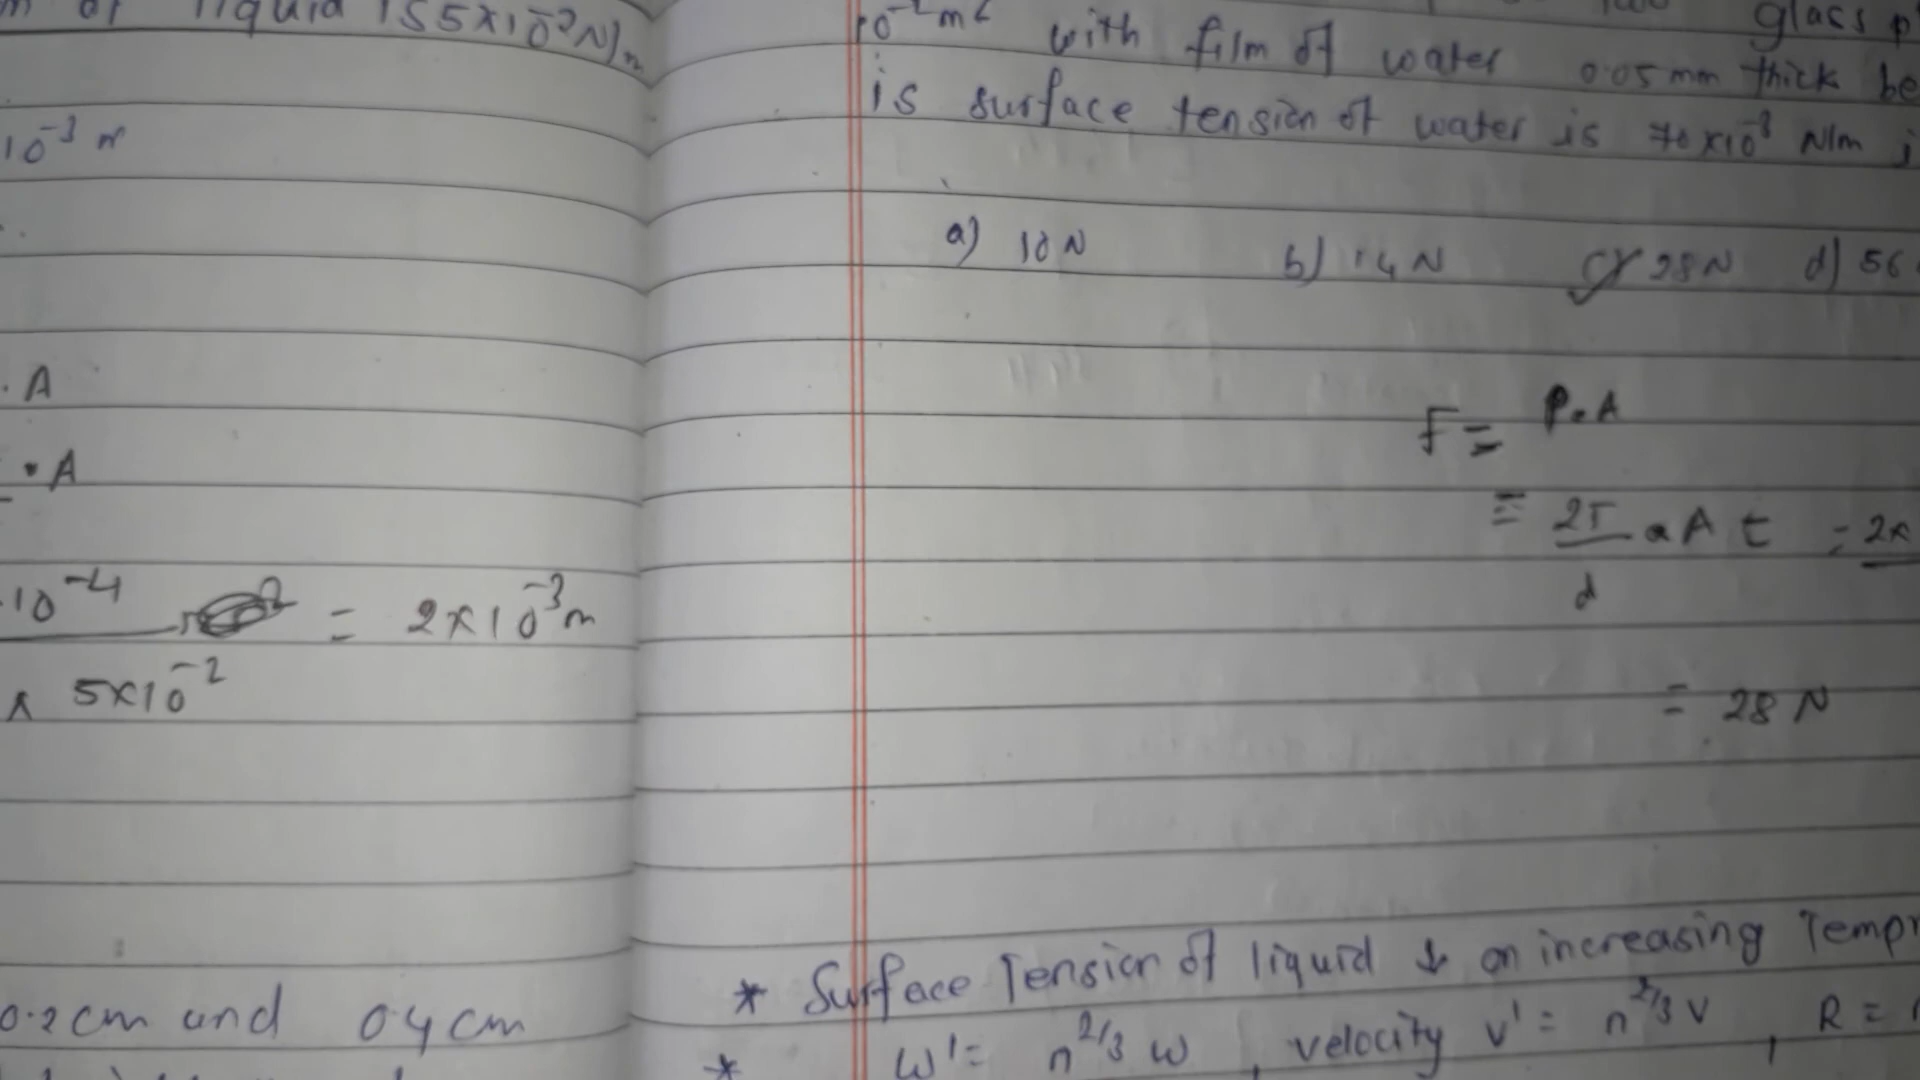 liquid is 5×10⁻² N/m
10⁻³ m
. A
• A
10⁻⁴ = 2×10⁻³ m
× 5×10⁻²
0.2 cm and 0.4 cm
glass p
10⁻² m² with film of water 0.05 mm thick be
is surface tension of water is 70×10⁻³ N/m i
a) 10 N b) 14 N c) 28 N d) 56
F = P. A
= 2T × A t = 2×
d
= 28 N
* Surface Tension of liquid ↓ on increasing Temp
* W' = n^2/3 W , velocity v' = n^2/3 v , R =